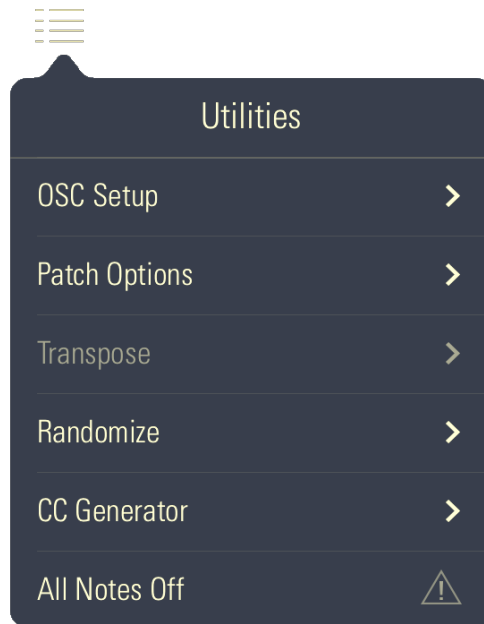 Utilities
OSC Setup
Patch Options
Transpose
Randomize
CC Generator
All Notes Off